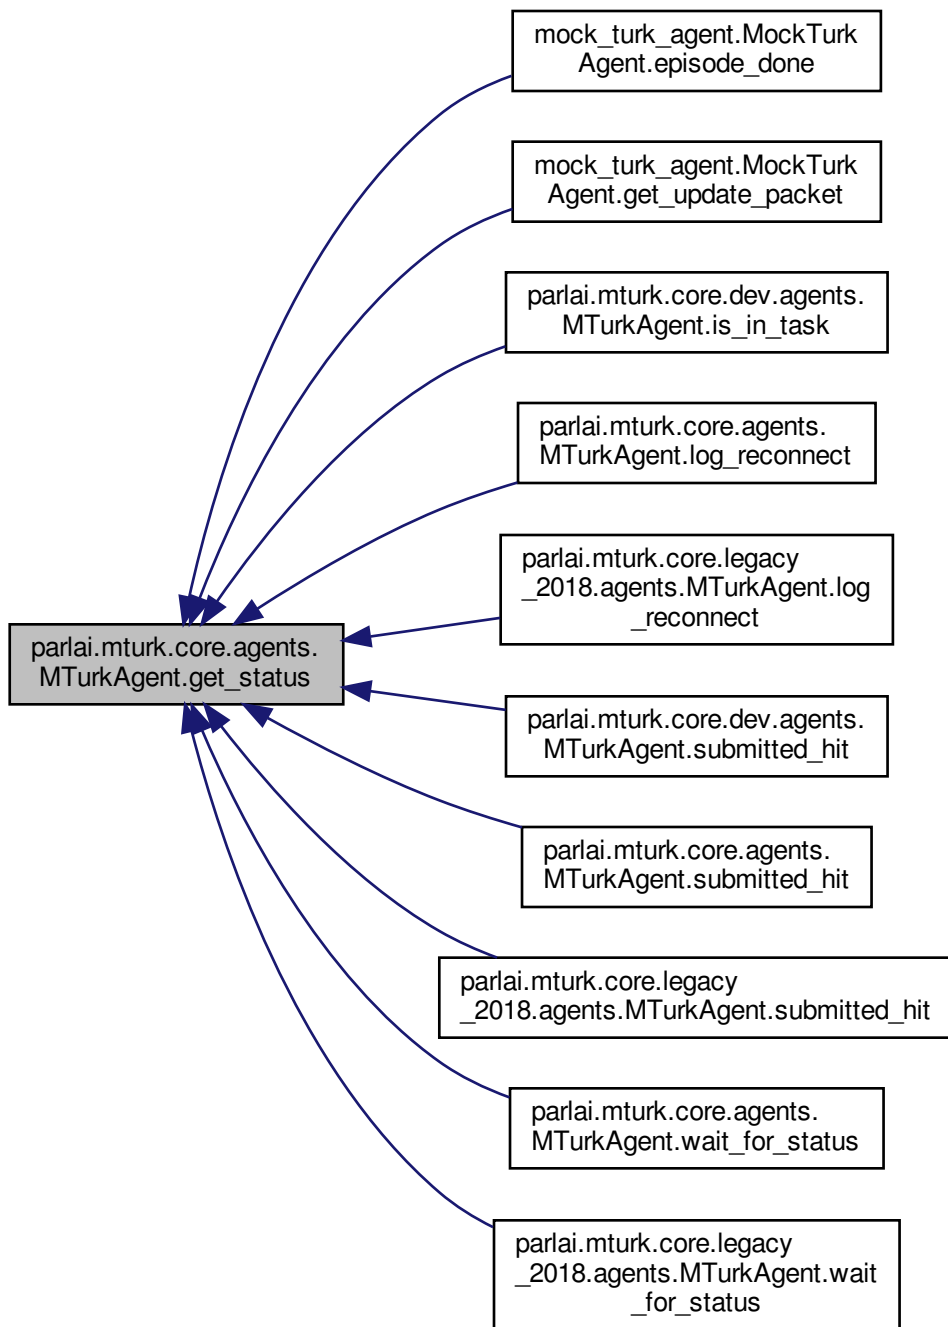 mock_turk_agent.MockTurk
Agent.episode_done
mock_turk_agent.MockTurk
Agent.get_update_packet
parlai.mturk.core.dev.agents.
MTurkAgent.is_in_task
parlai.mturk.core.agents.
MTurkAgent.log_reconnect
parlai.mturk.core.legacy
_2018.agents.MTurkAgent.log
_reconnect
parlai.mturk.core.agents.
MTurkAgent.get_status
parlai.mturk.core.dev.agents.
MTurkAgent.submitted_hit
parlai.mturk.core.agents.
MTurkAgent.submitted_hit
parlai.mturk.core.legacy
_2018.agents.MTurkAgent.submitted_hit
parlai.mturk.core.agents.
MTurkAgent.wait_for_status
parlai.mturk.core.legacy
_2018.agents.MTurkAgent.wait
_for_status